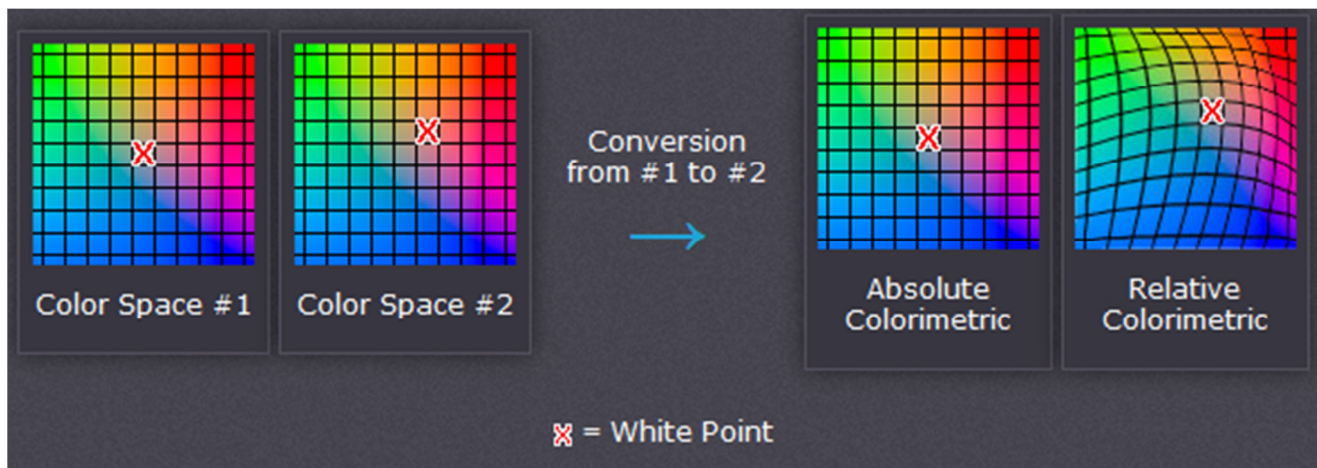 Color Space #1
Color Space #2
Conversion
from #1 to #2
Absolute
Colorimetric
Relative
Colorimetric
X = White Point